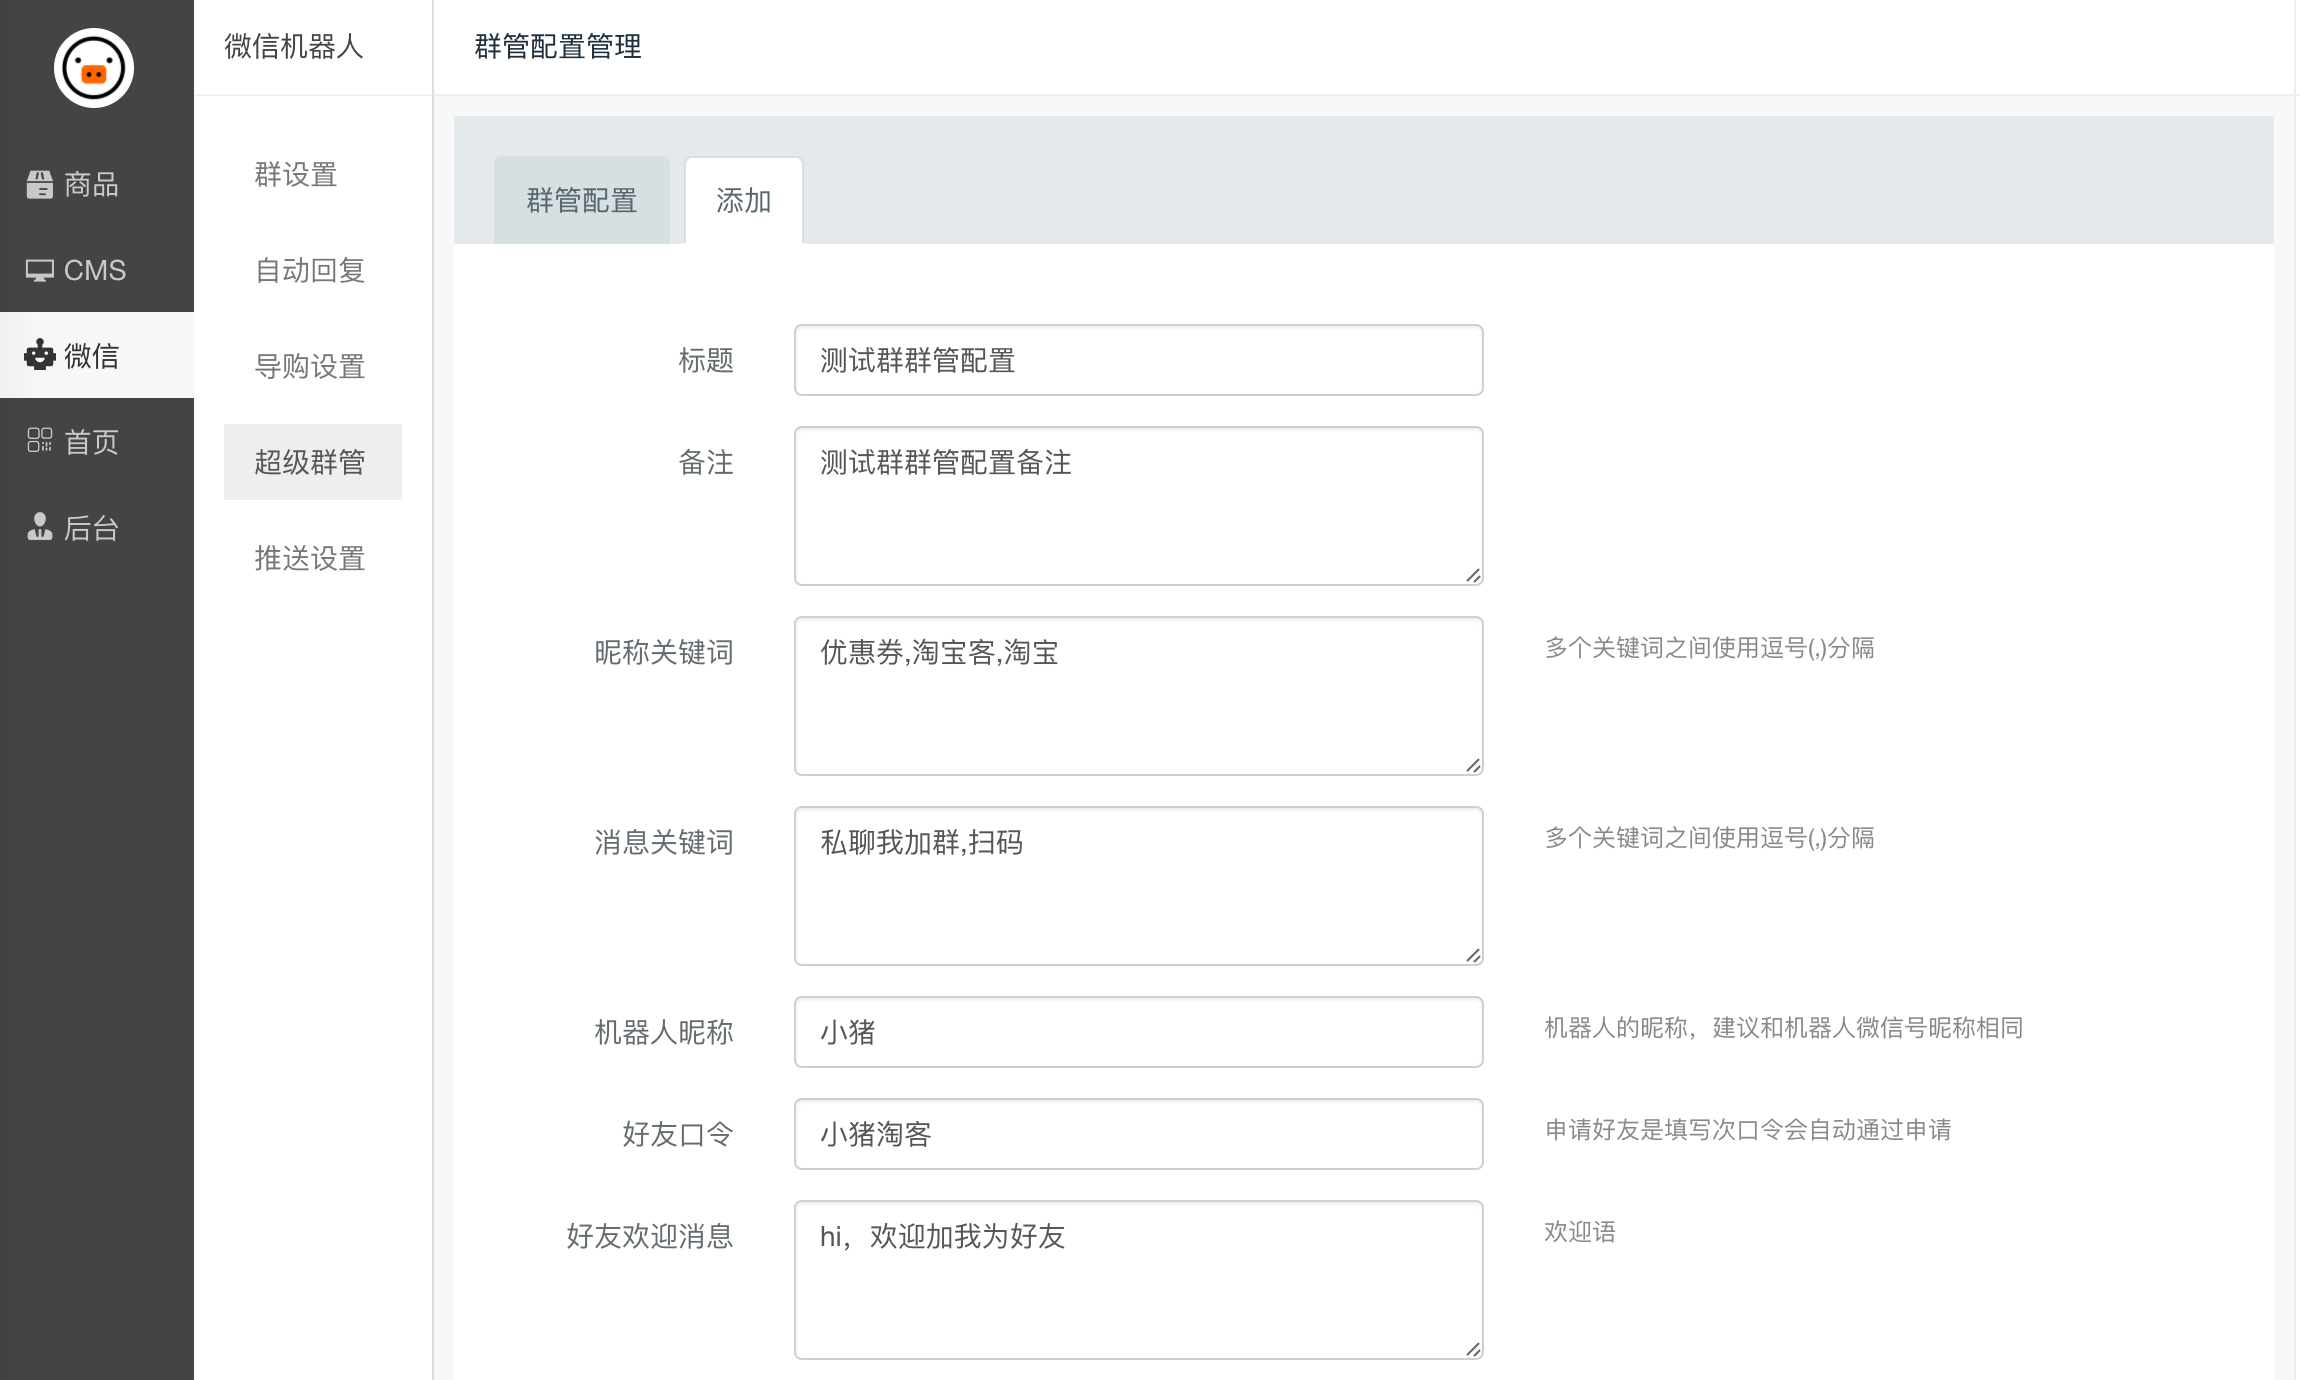 商品
CMS
微信
首页
后台
微信机器人
群设置
自动回复
导购设置
超级群管
推送设置
群管配置管理
群管配置
添加
标题
测试群群管配置
备注
测试群群管配置备注
昵称关键词
优惠券,淘宝客,淘宝
多个关键词之间使用逗号(,)分隔
消息关键词
私聊我加群,扫码
多个关键词之间使用逗号(,)分隔
机器人昵称
小猪
机器人的昵称，建议和机器人微信号昵称相同
好友口令
小猪淘客
申请好友是填写次口令会自动通过申请
好友欢迎消息
hi，欢迎加我为好友
欢迎语